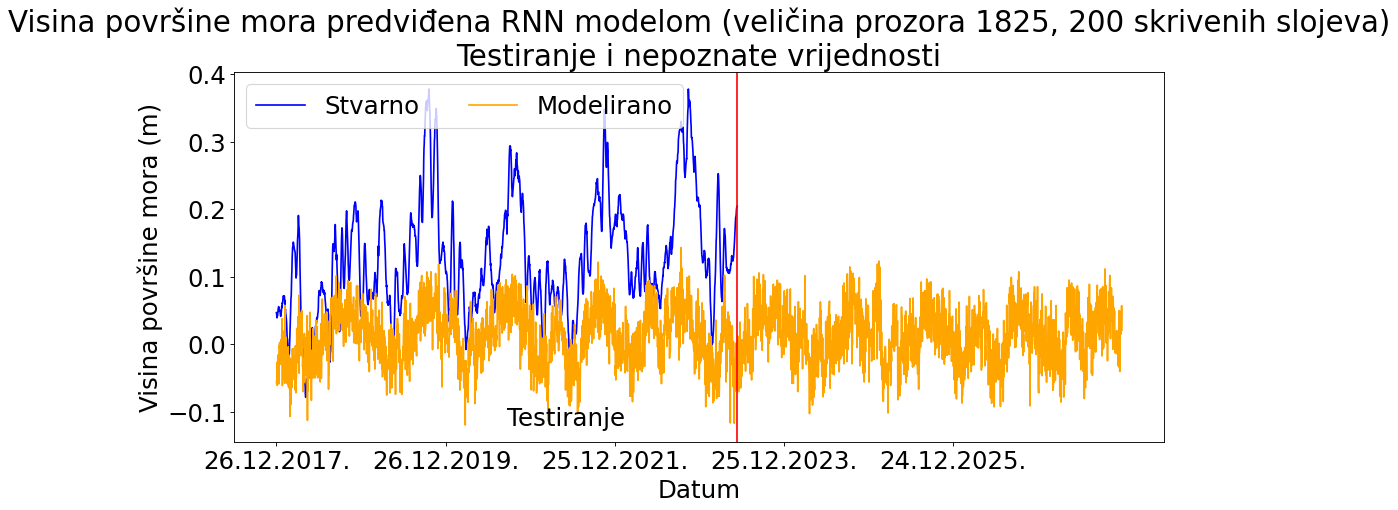 Visina površine mora predviđena RNN modelom (veličina prozora 1825, 200 skrivenih slojeva)
Testiranje i nepoznate vrijednosti
Stvarno
Modelirano
Visina površine mora (m)
0.4
0.3
0.2
0.1
0.0
−0.1
Testiranje
26.12.2017.
26.12.2019.
25.12.2021.
25.12.2023.
24.12.2025.
Datum